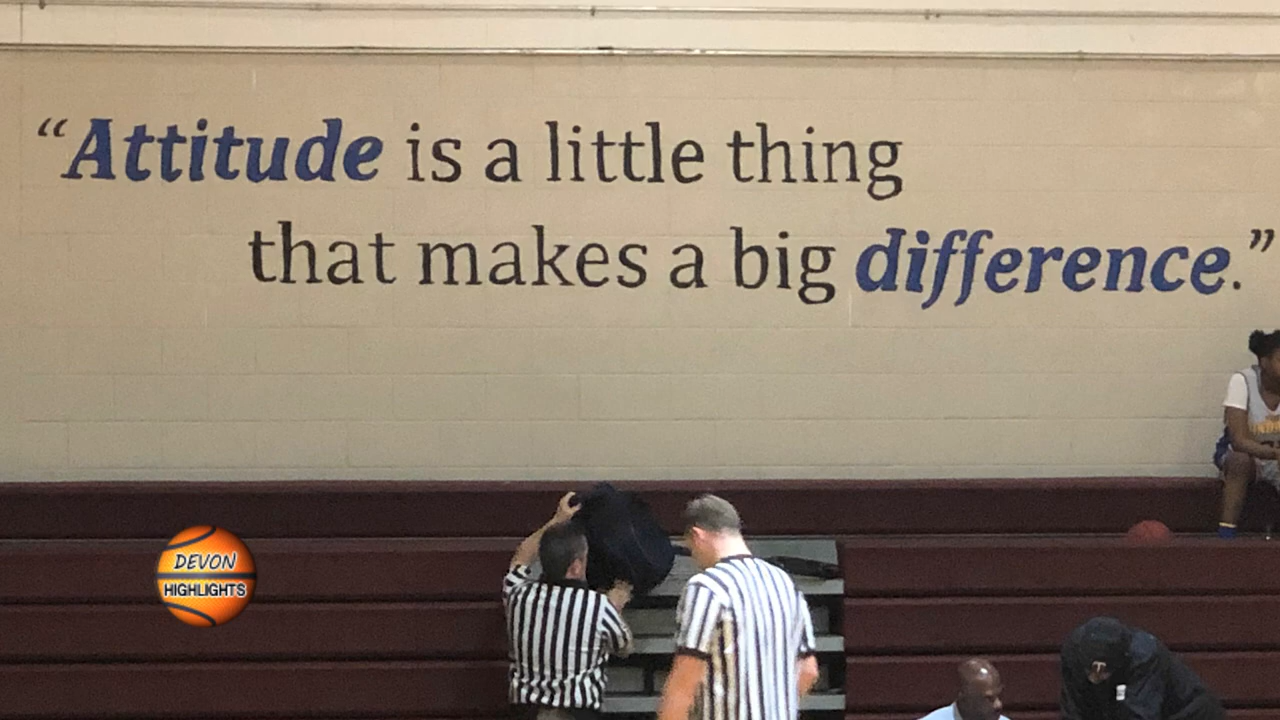 “Attitude is a little thing
that makes a big difference.”
DEVON
HIGHLIGHTS
T